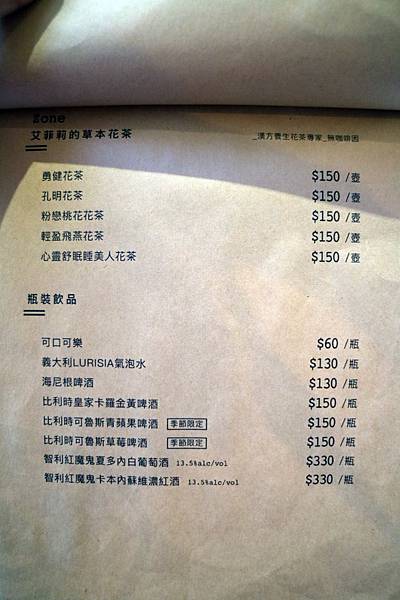 Zone
艾菲莉的草本花茶 _漢方養生花茶專家_無咖啡因
勇健花茶 $150 /壺
孔明花茶 $150 /壺
粉戀桃花花茶 $150 /壺
輕盈飛燕花茶 $150 /壺
心靈舒眠睡美人花茶 $150 /壺
瓶裝飲品
可口可樂 $60 /瓶
義大利LURISIA氣泡水 $130 /瓶
海尼根啤酒 $130 /瓶
比利時皇家卡羅金黃啤酒 $150 /瓶
比利時可魯斯青蘋果啤酒 季節限定 $150 /瓶
比利時可魯斯草莓啤酒 季節限定 $150 /瓶
智利紅魔鬼夏多內白葡萄酒 13.5%alc/vol $330 /瓶
智利紅魔鬼卡本內蘇維濃紅酒 13.5%alc/vol $330 /瓶